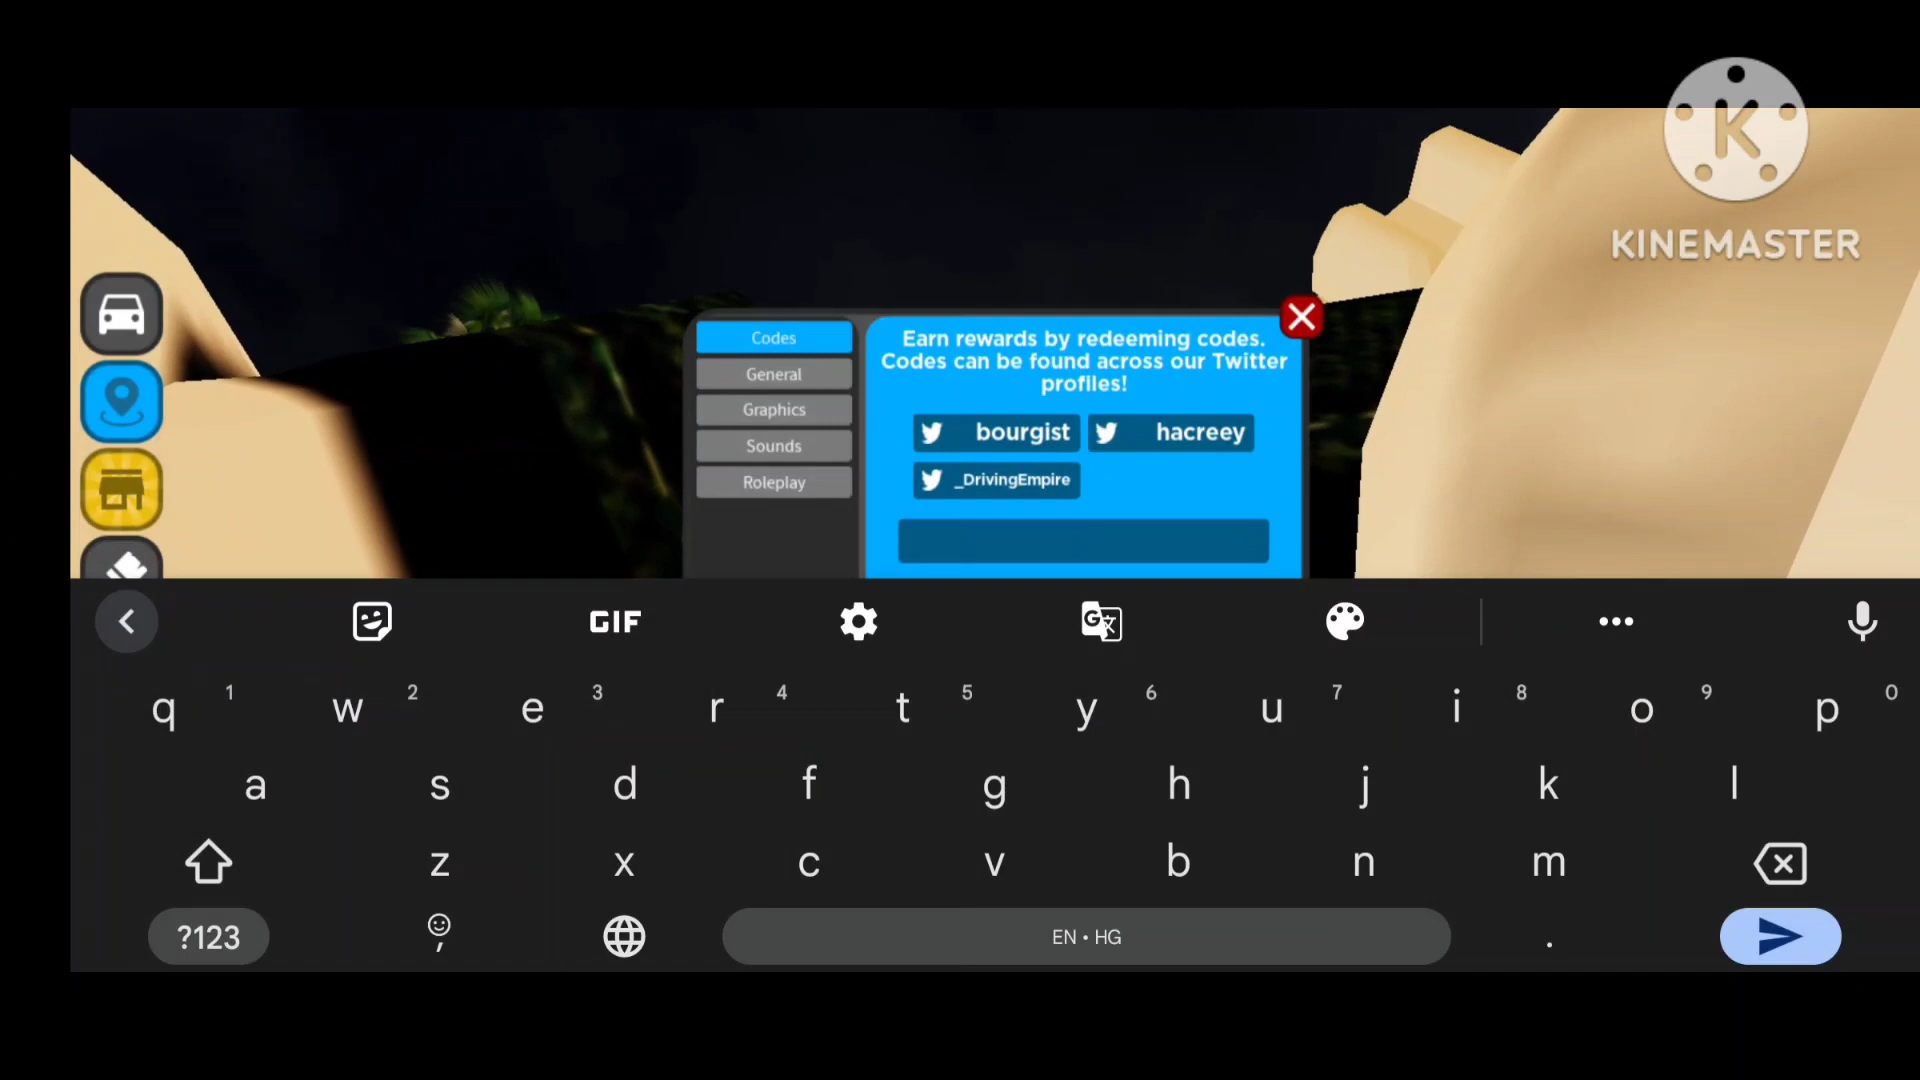 KINEMASTER
Codes
General
Graphics
Sounds
Roleplay
Earn rewards by redeeming codes.
Codes can be found across our Twitter
profiles!
bourgist hacreey
_DrivingEmpire
GIF
q 1 w 2 e 3 r 4 t 5 y 6 u 7 i 8 o 9 p 0
a s d f g h j k l
z x c v b n m
?123 , EN • HG .